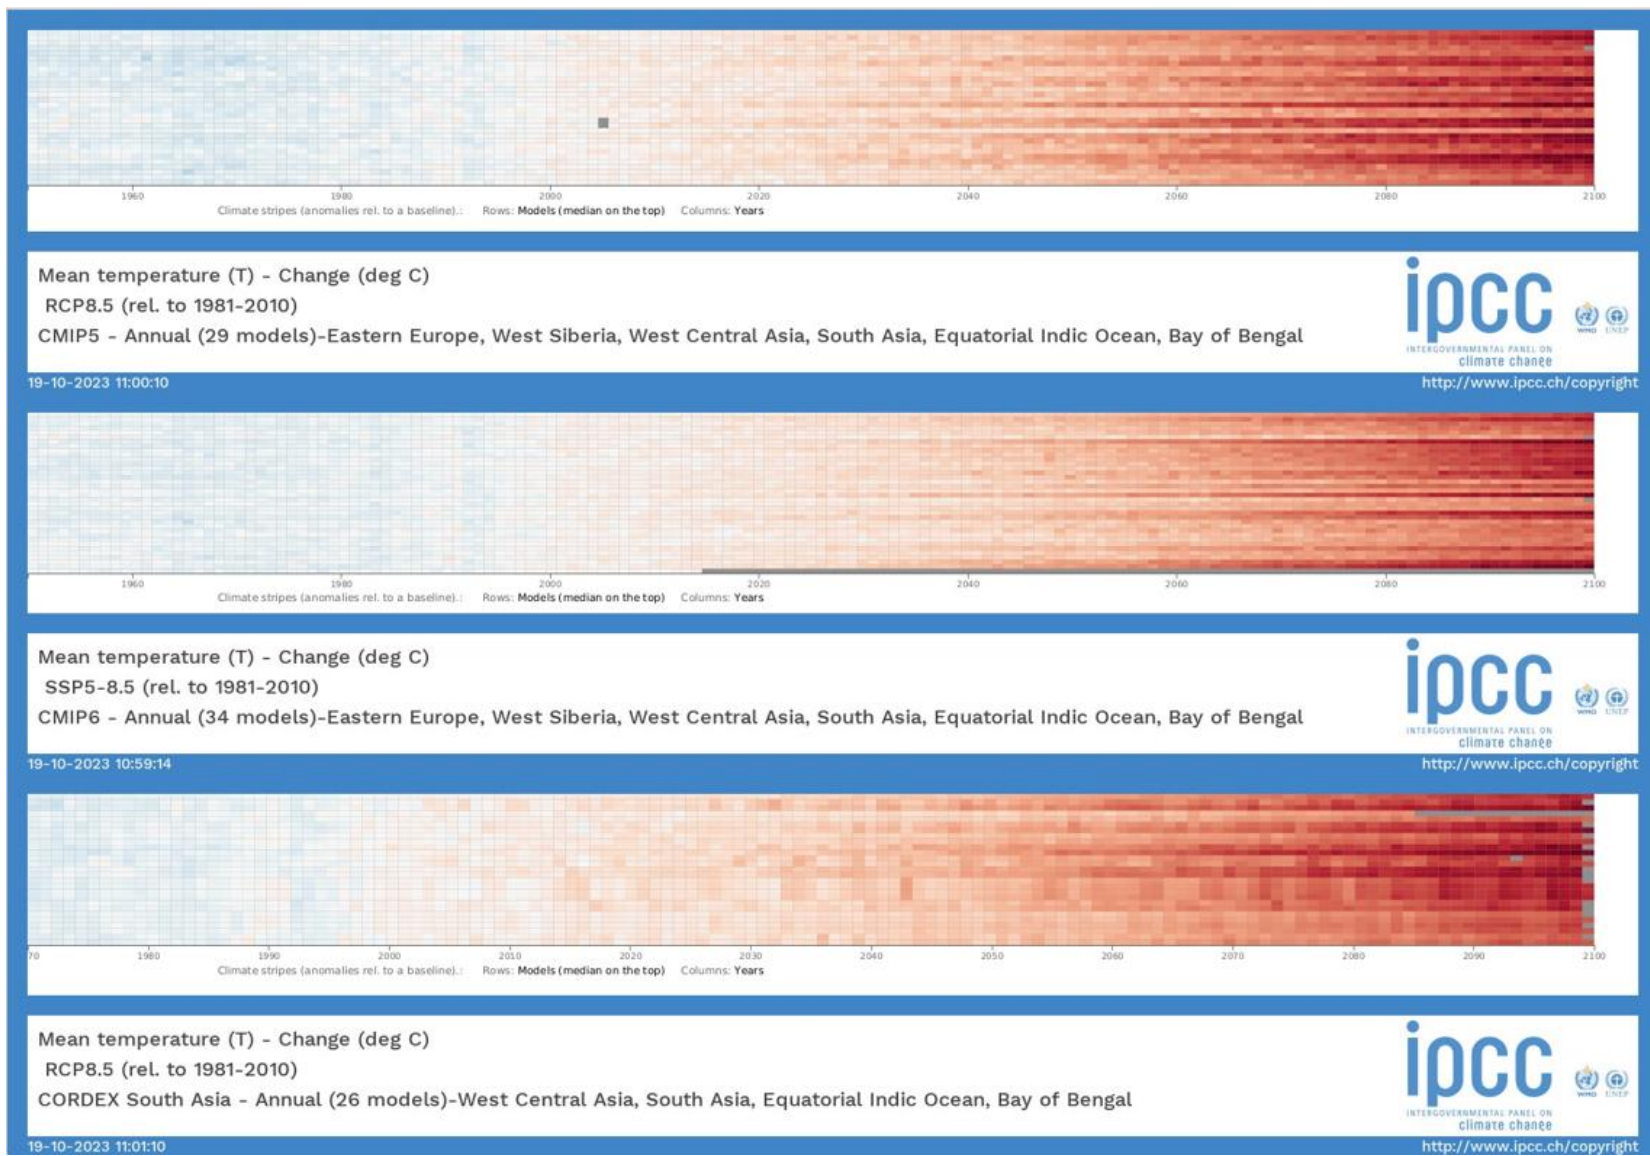 1960 1980 2000 2020 2040 2060 2080 2100
Climate stripes (anomalies rel. to a baseline).: Rows: Models (median on the top) Columns: Years
Mean temperature (T) - Change (deg C)
RCP8.5 (rel. to 1981-2010)
CMIP5 - Annual (29 models)-Eastern Europe, West Siberia, West Central Asia, South Asia, Equatorial Indic Ocean, Bay of Bengal
ipcc
INTERGOVERNMENTAL PANEL ON
climate change
WMO UNEP
19-10-2023 11:00:10
http://www.ipcc.ch/copyright
1960 1980 2000 2020 2040 2060 2080 2100
Climate stripes (anomalies rel. to a baseline).: Rows: Models (median on the top) Columns: Years
Mean temperature (T) - Change (deg C)
SSP5-8.5 (rel. to 1981-2010)
CMIP6 - Annual (34 models)-Eastern Europe, West Siberia, West Central Asia, South Asia, Equatorial Indic Ocean, Bay of Bengal
ipcc
INTERGOVERNMENTAL PANEL ON
climate change
WMO UNEP
19-10-2023 10:59:14
http://www.ipcc.ch/copyright
70 1980 1990 2000 2010 2020 2030 2040 2050 2060 2070 2080 2090 2100
Climate stripes (anomalies rel. to a baseline).: Rows: Models (median on the top) Columns: Years
Mean temperature (T) - Change (deg C)
RCP8.5 (rel. to 1981-2010)
CORDEX South Asia - Annual (26 models)-West Central Asia, South Asia, Equatorial Indic Ocean, Bay of Bengal
ipcc
INTERGOVERNMENTAL PANEL ON
climate change
WMO UNEP
19-10-2023 11:01:10
http://www.ipcc.ch/copyright